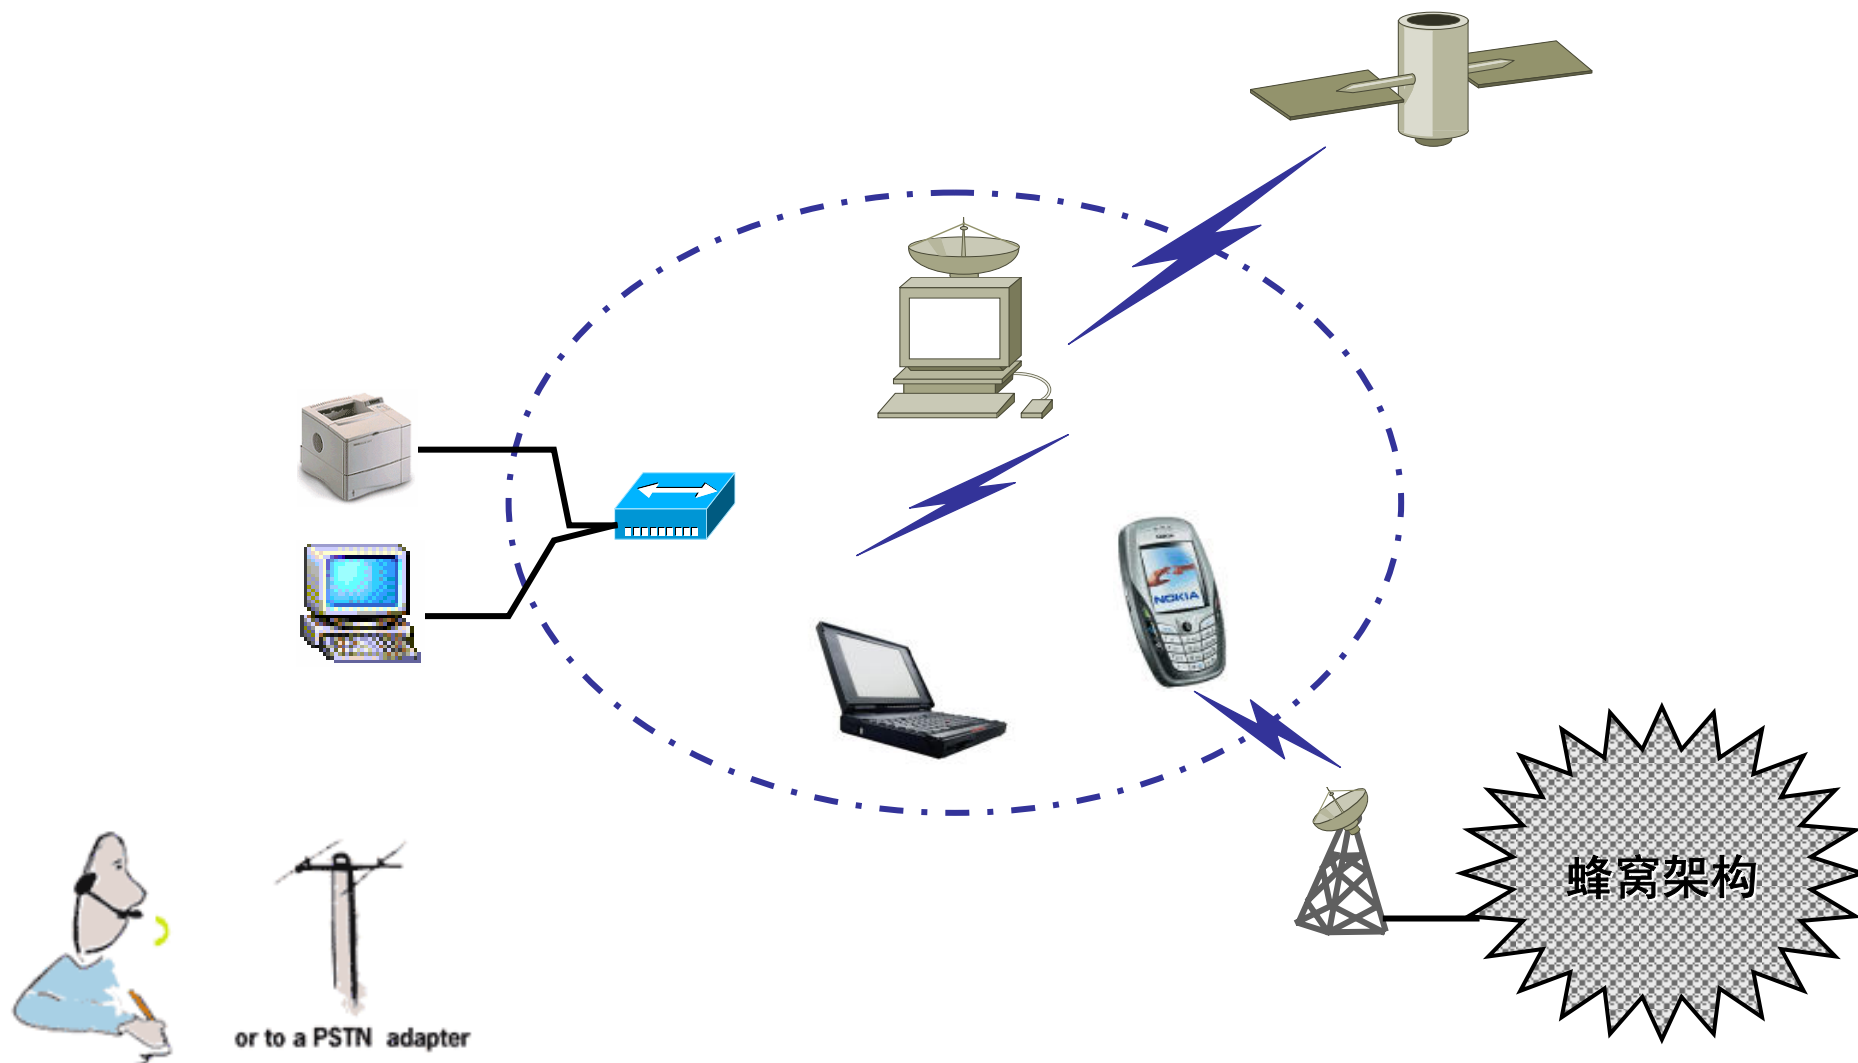 NOKIA
蜂窝架构
or to a PSTN adapter